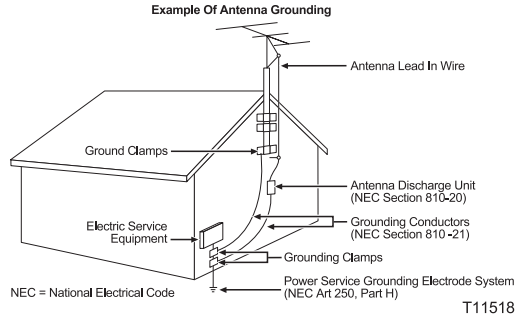 Example Of Antenna Grounding
Antenna Lead In Wire
Ground Clamps
Antenna Discharge Unit
(NEC Section 810-20)
Electric Service
Equipment
Grounding Conductors
(NEC Section 810-21)
Grounding Clamps
Power Service Grounding Electrode System
(NEC Art 250, Part H)
NEC = National Electrical Code
T11518